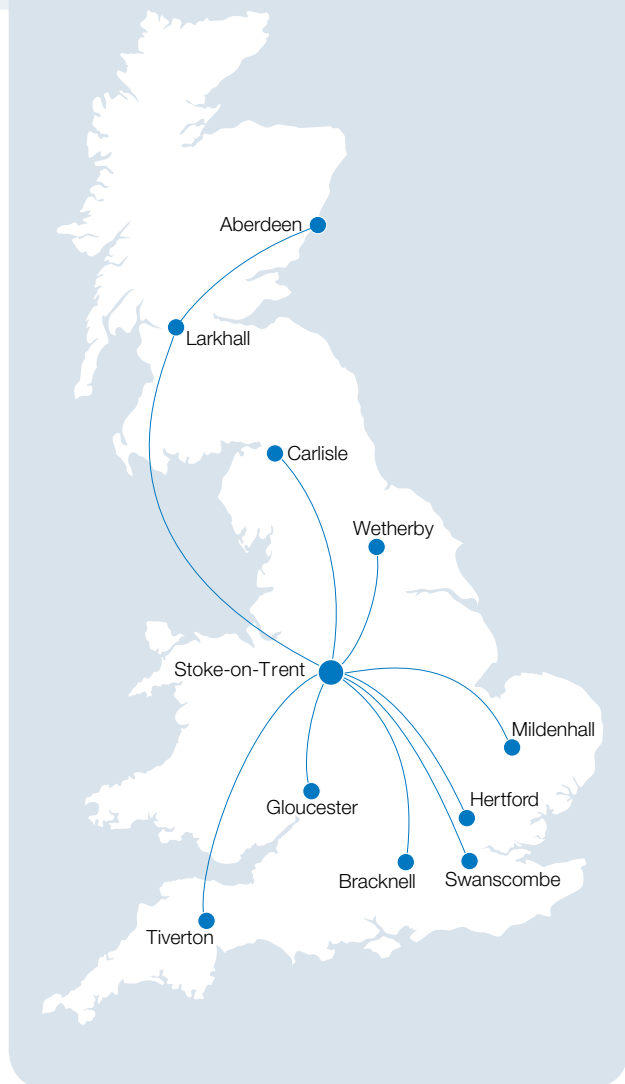 Aberdeen
Larkhall
Carlisle
Wetherby
Stoke-on-Trent
Mildenhall
Hertford
Gloucester
Bracknell
Swanscombe
Tiverton